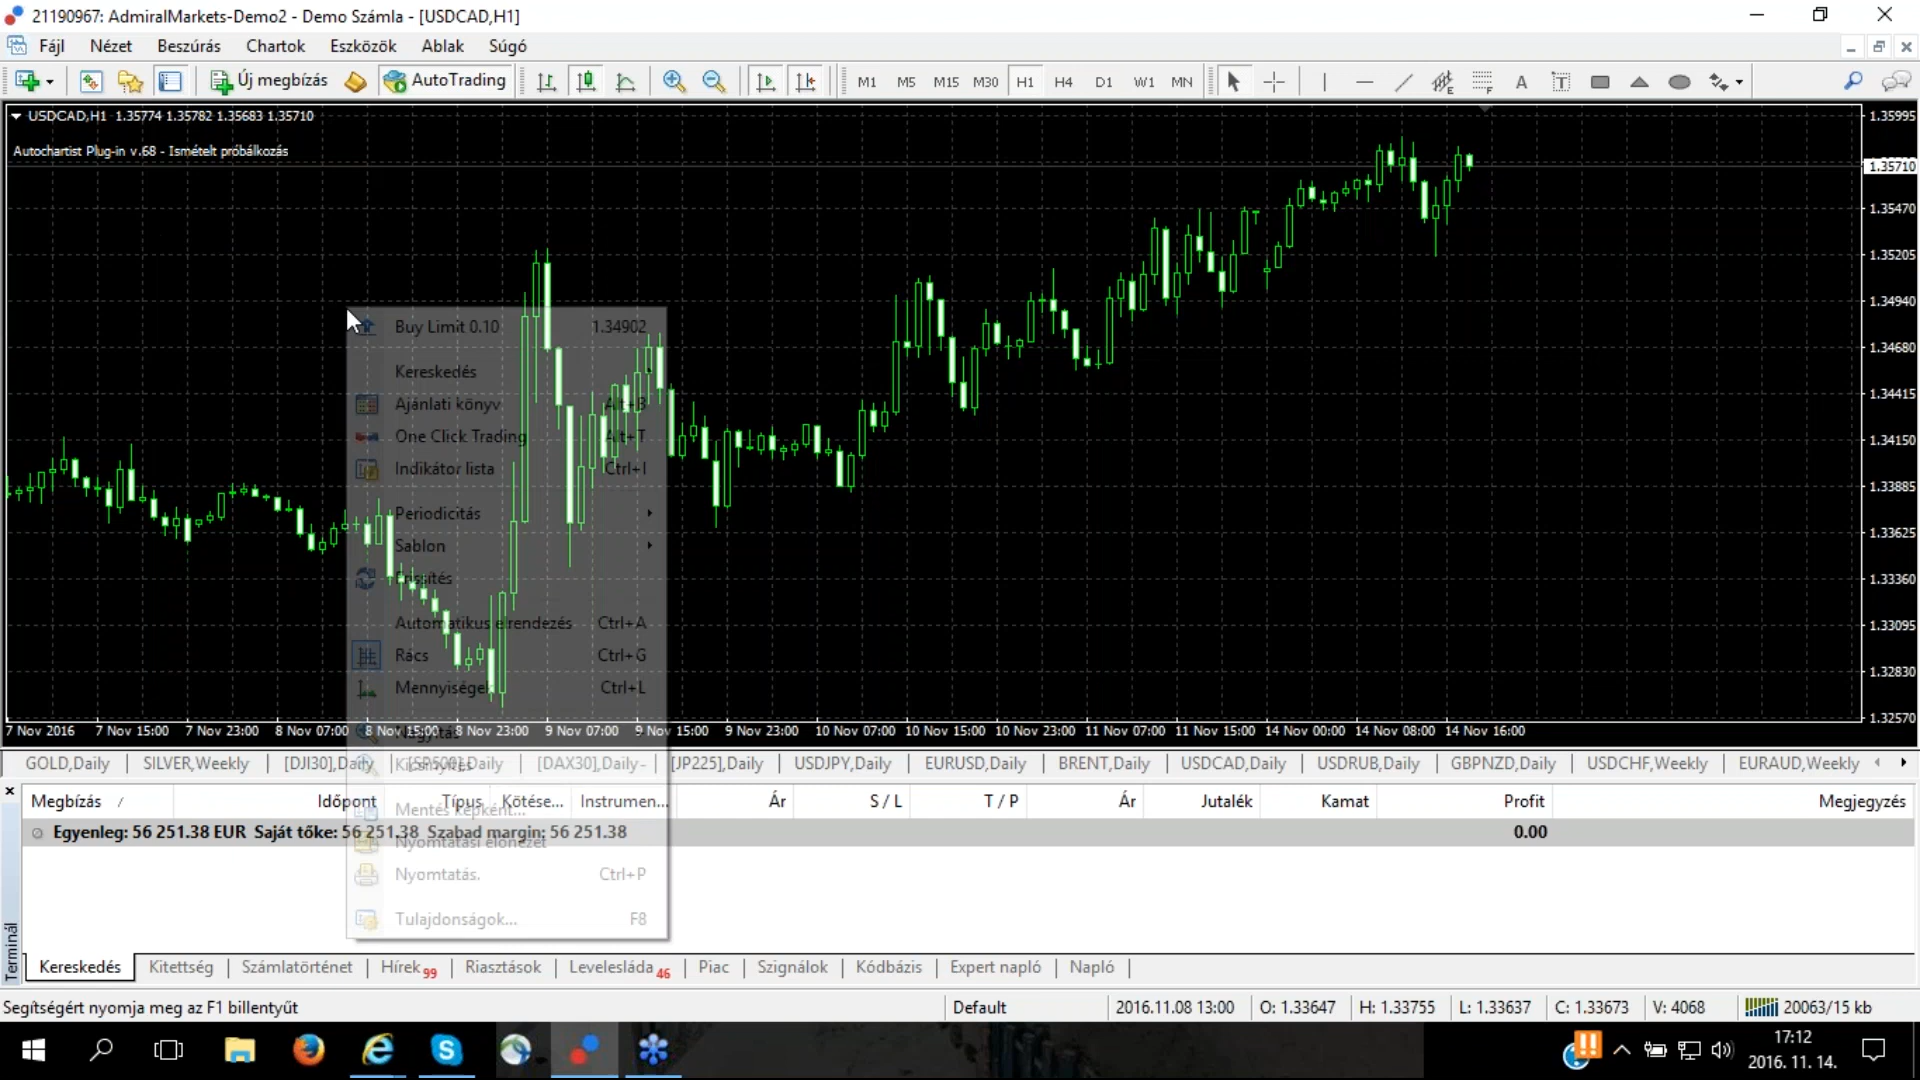 21190967: AdmiralMarkets-Demo2 - Demo Számla - [USDCAD,H1]
Fájl Nézet Beszúrás Chartok Eszközök Ablak Súgó
Új megbízás AutoTrading M1 M5 M15 M30 H1 H4 D1 W1 MN
USDCAD,H1 1.35774 1.35782 1.35683 1.35710
Autochartist Plug-in v.68 - Ismételt próbálkozás
1.35995
1.35710
1.35470
1.35205
1.34940
1.34680
1.34415
1.34150
1.33885
1.33625
1.33360
1.33095
1.32830
1.32570
Buy Limit 0.10 1.34902
Kereskedés
Ajánlati könyv Alt+B
One Click Trading Alt+T
Indikátor lista Ctrl+I
Periodicitás
Sablon
Frissítés
Automatikus elrendezés Ctrl+A
Rács Ctrl+G
Mennyiségek Ctrl+L
Nagyítás
Kicsinyítés
Mentés képként...
Nyomtatási előnézet
Nyomtatás. Ctrl+P
Tulajdonságok... F8
7 Nov 2016 7 Nov 15:00 7 Nov 23:00 8 Nov 07:00 8 Nov 15:00 8 Nov 23:00 9 Nov 07:00 9 Nov 15:00 9 Nov 23:00 10 Nov 07:00 10 Nov 15:00 10 Nov 23:00 11 Nov 07:00 11 Nov 15:00 14 Nov 00:00 14 Nov 08:00 14 Nov 16:00
GOLD,Daily SILVER,Weekly [DJI30],Daily [SP500],Daily [DAX30],Daily [JP225],Daily USDJPY,Daily EURUSD,Daily BRENT,Daily USDCAD,Daily USDRUB,Daily GBPNZD,Daily USDCHF,Weekly EURAUD,Weekly
Megbízás / Időpont Típus Kötése... Instrumen... Ár S / L T / P Ár Jutalék Kamat Profit Megjegyzés
Egyenleg: 56 251.38 EUR Saját tőke: 56 251.38 Szabad margin: 56 251.38 0.00
Terminál
Kereskedés Kitettség Számlatörténet Hírek 99 Riasztások Levelesláda 46 Piac Szignálok Kódbázis Expert napló Napló
Segítségért nyomja meg az F1 billentyűt Default 2016.11.08 13:00 O: 1.33647 H: 1.33755 L: 1.33637 C: 1.33673 V: 4068 20063/15 kb
17:12
2016. 11. 14.